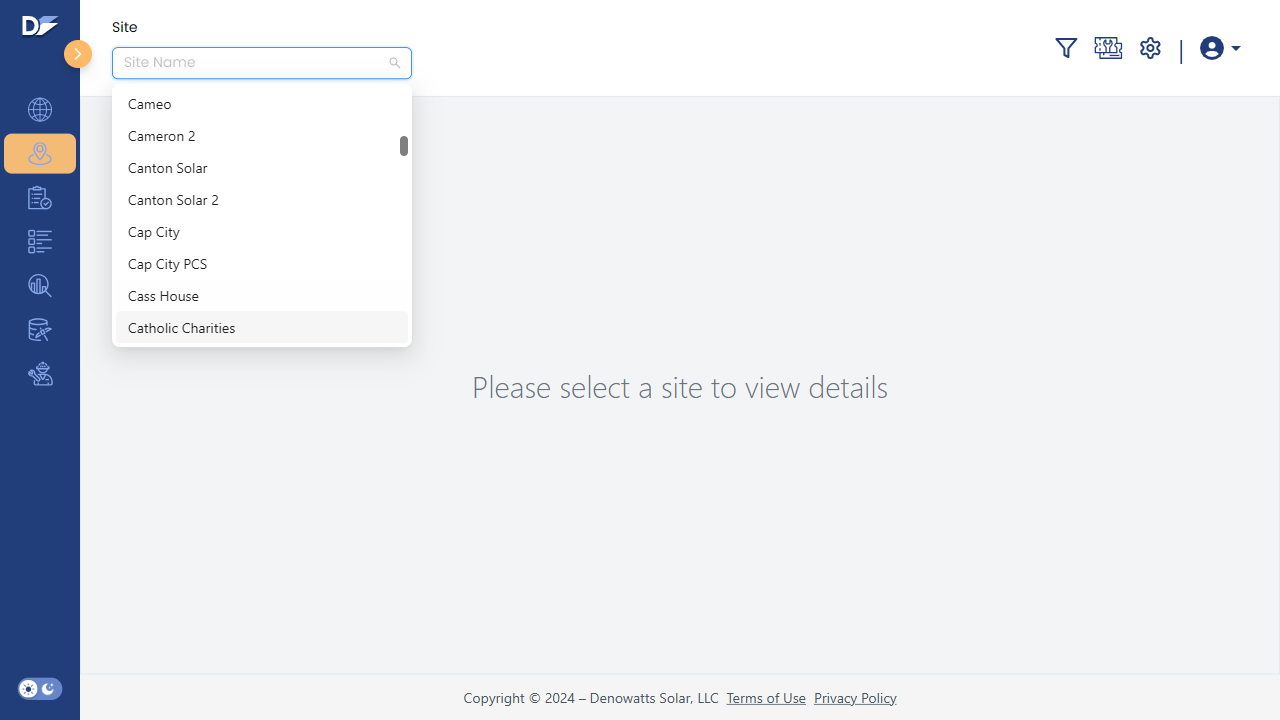 Site
Site Name
Cameo
Cameron 2
Canton Solar
Canton Solar 2
Cap City
Cap City PCS
Cass House
Catholic Charities
Please select a site to view details
Copyright © 2024 – Denowatts Solar, LLC Terms of Use Privacy Policy